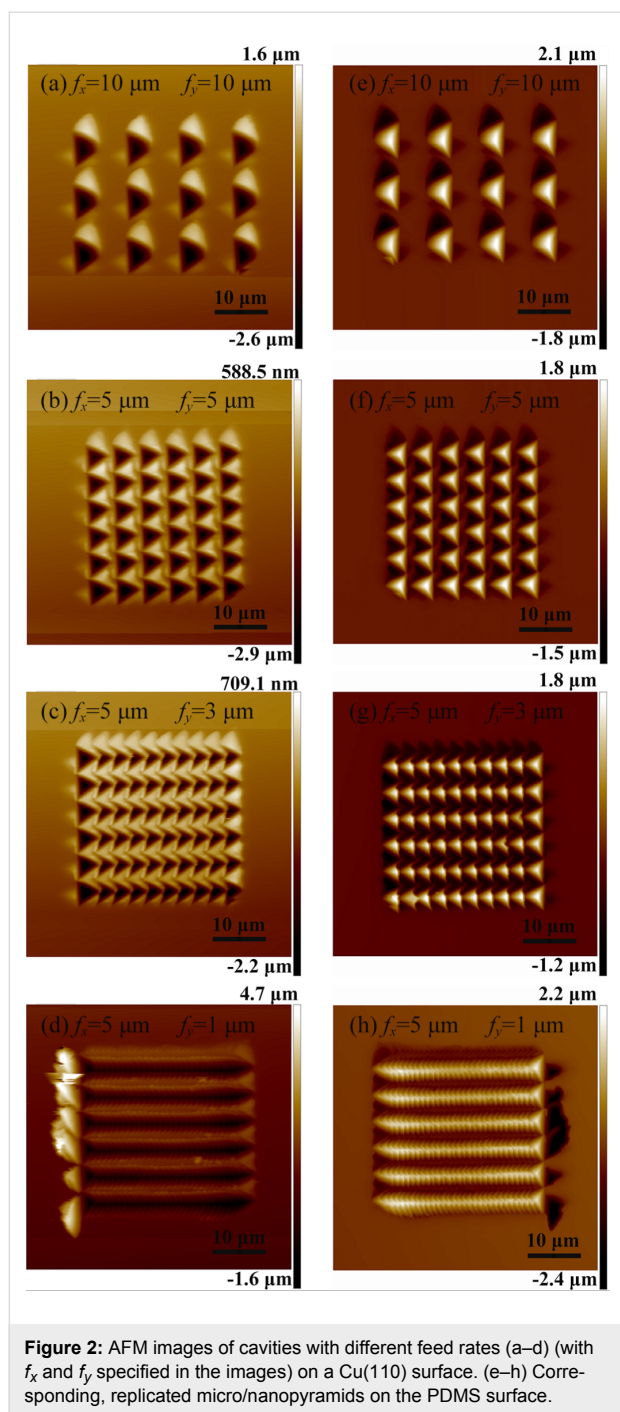 1.6 μm
2.1 μm
(a) fx=10 μm fy=10 μm
(e) fx=10 μm fy=10 μm
10 μm
10 μm
-2.6 μm
-1.8 μm
588.5 nm
1.8 μm
(b) fx=5 μm fy=5 μm
(f) fx=5 μm fy=5 μm
10 μm
10 μm
-2.9 μm
-1.5 μm
709.1 nm
1.8 μm
(c) fx=5 μm fy=3 μm
(g) fx=5 μm fy=3 μm
10 μm
10 μm
-2.2 μm
-1.2 μm
4.7 μm
2.2 μm
(d) fx=5 μm fy=1 μm
(h) fx=5 μm fy=1 μm
10 μm
10 μm
-1.6 μm
-2.4 μm
Figure 2: AFM images of cavities with different feed rates (a–d) (with
fx and fy specified in the images) on a Cu(110) surface. (e–h) Corre-
sponding, replicated micro/nanopyramids on the PDMS surface.